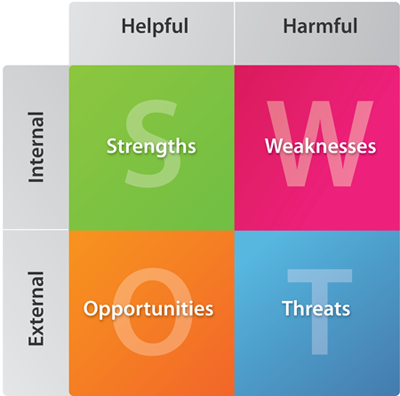 Helpful
Harmful
Internal
S
Strengths
W
Weaknesses
External
O
Opportunities
T
Threats